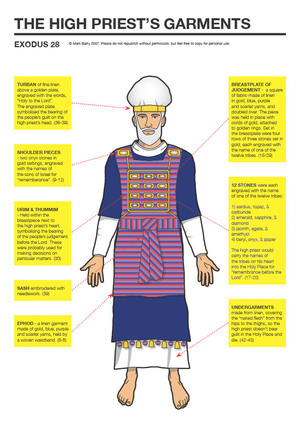 THE HIGH PRIEST'S GARMENTS
EXODUS 28
© Mark Barry 2007. Please do not republish without permission, but feel free to copy for personal use.
TURBAN of fine linen
above a golden plate,
engraved with the words,
"Holy to the Lord".
The engraved plate
symbolised the bearing of
the people's guilt on the
high priest's head. (36-39)
SHOULDER PIECES
- two onyx stones in
gold settings, engraved
with the names of
the sons of Israel for
"remembrance". (9-12)
URIM & THUMMIM
- Held within the
breastpiece next to
the high priest's heart,
symbolising the bearing
of the people's judgement
before the Lord. These
were probably used for
making decisions on
particular matters. (30)
SASH embroidered with
needlework. (39)
EPHOD - a linen garment
made of gold, blue, purple
and scarlet yarns, held by
a woven waistband. (6-8)
BREASTPLATE OF
JUDGEMENT - a square
of fabric made of linen
in gold, blue, purple
and scarlet yarns, and
doubled over. The piece
was held in place with
cords of gold, attached
to golden rings. Set in
the breastplate were four
rows of three stones set in
gold, each engraved with
the name of one of the
twelve tribes. (15-29)
12 STONES were each
engraved with the name
of one of the twelve tribes:
1) sardius, topaz, &
carbuncle
2) emerald, sapphire, &
diamond
3) jacinth, agate, &
amethyst
4) beryl, onyx, & jasper
The high priest would
carry the names of
the tribes on his heart
into the Holy Place for
"remembrance before the
Lord". (17-20)
UNDERGARMENTS
made from linen, covering
the "naked flesh" from the
hips to the thighs, so the
high priest doesn't bear
guilt in the Holy Place and
die. (42-43)